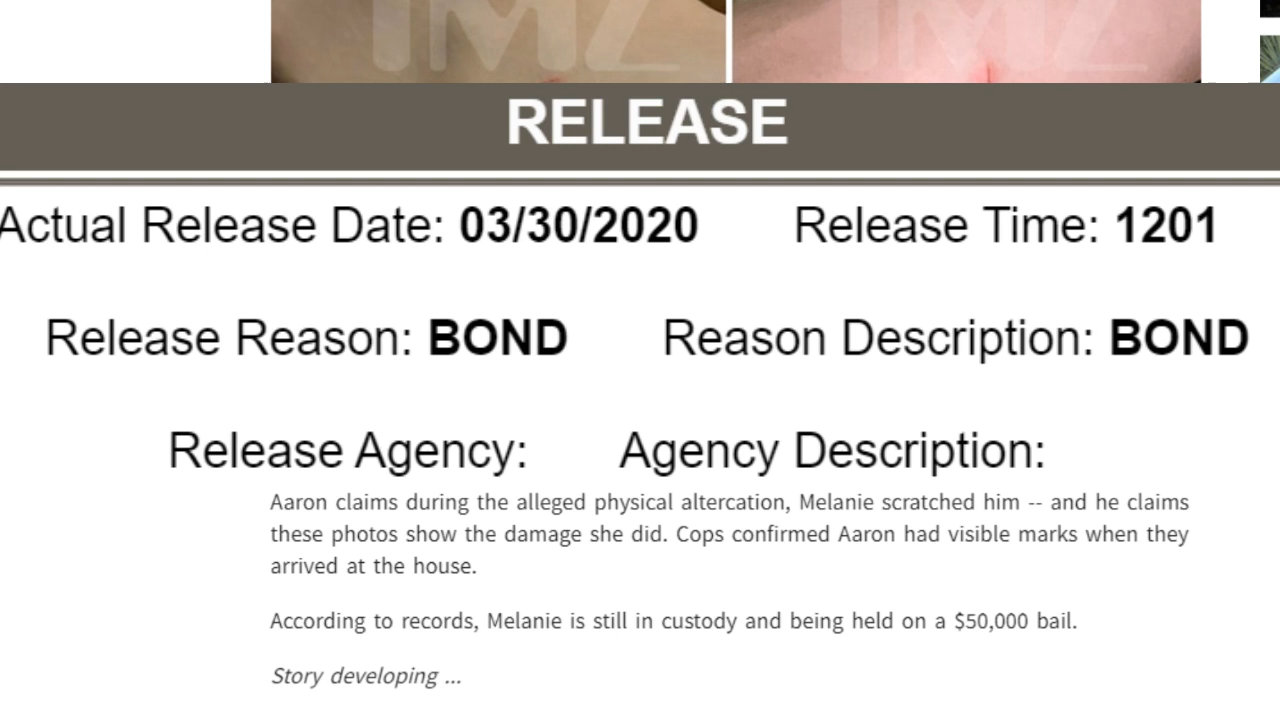 TMZ TMZ
RELEASE
Actual Release Date: 03/30/2020 Release Time: 1201
Release Reason: BOND Reason Description: BOND
Release Agency: Agency Description:
Aaron claims during the alleged physical altercation, Melanie scratched him -- and he claims
these photos show the damage she did. Cops confirmed Aaron had visible marks when they
arrived at the house.
According to records, Melanie is still in custody and being held on a $50,000 bail.
Story developing ...